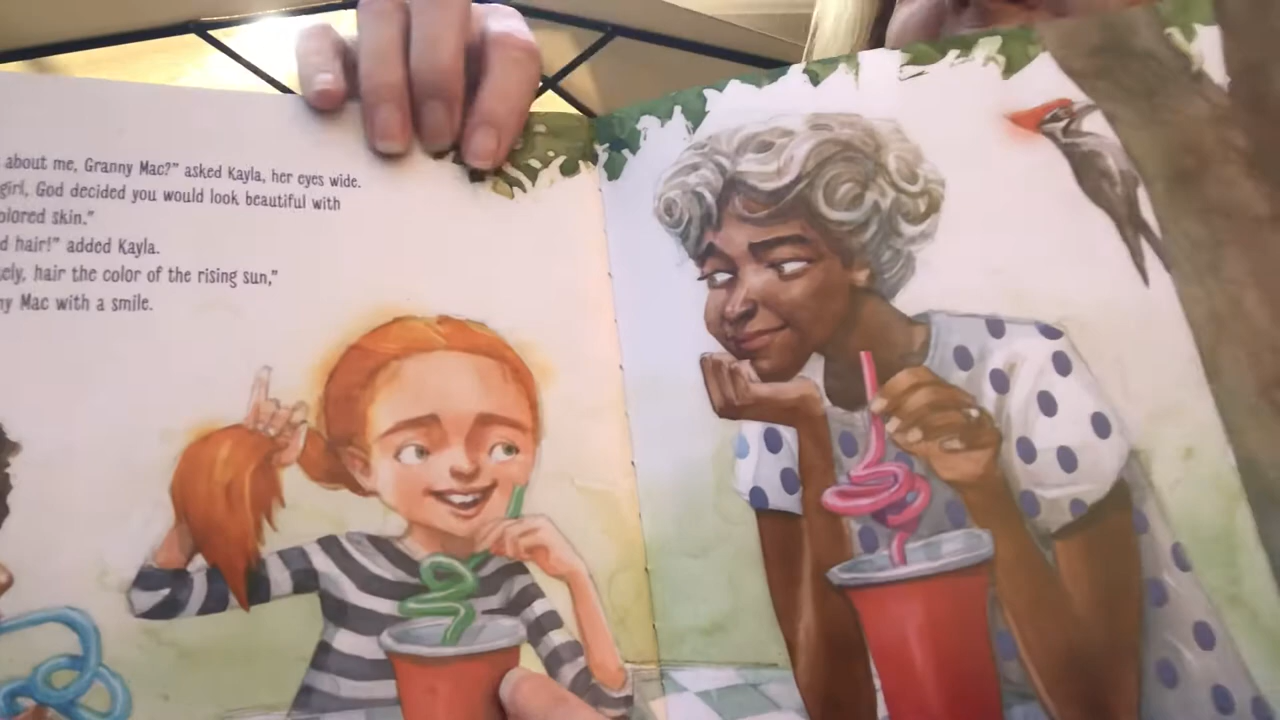 about me, Granny Mac?" asked Kayla, her eyes wide.
girl, God decided you would look beautiful with
olored skin."
d hair!" added Kayla.
ely, hair the color of the rising sun,"
ny Mac with a smile.